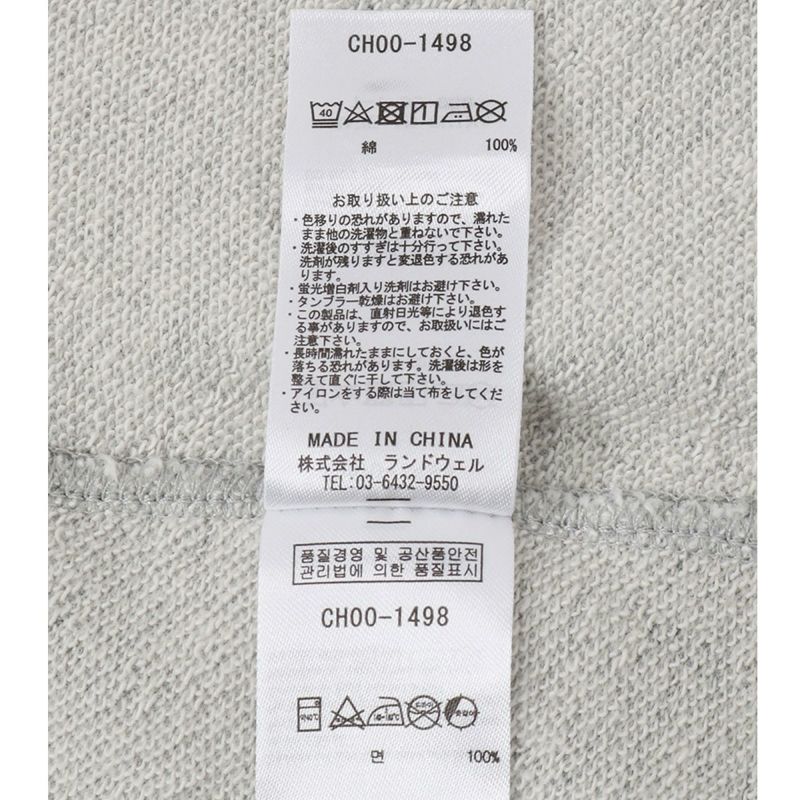 CH00-1498
40
綿 100%
お取り扱い上のご注意
・色移りの恐れがありますので、濡れた
まま他の洗濯物と重ねないで下さい。
・洗濯後のすすぎは十分行って下さい。
洗剤が残りますと変退色する恐れがあ
ります。
・蛍光増白剤入り洗剤はお避け下さい。
・タンブラー乾燥はお避け下さい。
・この製品は、直射日光等により退色す
る事がありますので、お取扱いにはご
注意下さい。
・長時間濡れたままにしておくと、色が
落ちる恐れがあります。洗濯後は形を
整えて直ぐに干して下さい。
・アイロンをする際は当て布をしてくだ
さい。
MADE IN CHINA
株式会社 ランドウェル
TEL:03-6432-9550
품질경영 및 공산품안전
관리법에 의한 품질표시
CH00-1498
면 100%